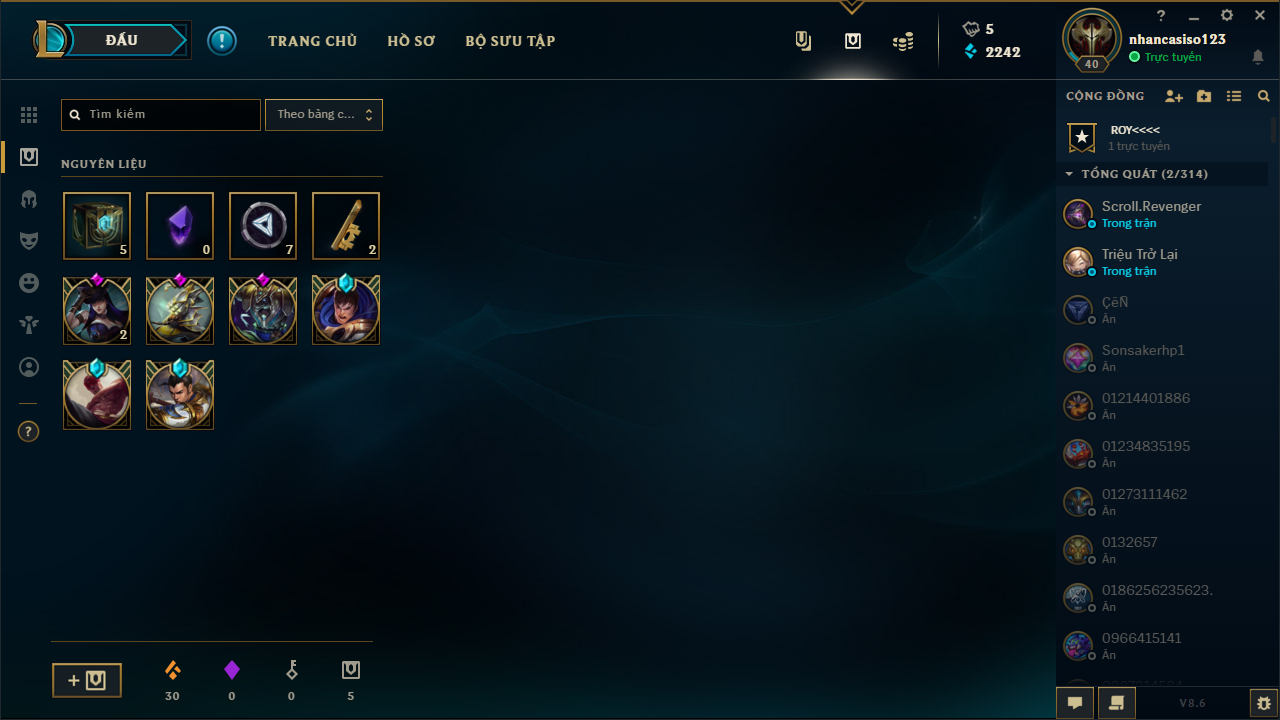 ĐẤU
TRANG CHỦ
HỒ SƠ
BỘ SƯU TẬP
5
2242
40
nhancasiso123
Trực tuyến
Tìm kiếm
Theo bảng c...
NGUYÊN LIỆU
5
0
7
2
2
30
0
0
5
CỘNG ĐỒNG
ROY<<<<
1 trực tuyến
TỔNG QUÁT (2/314)
Scroll.Revenger
Trong trận
Triệu Trở Lại
Trong trận
ÇëÑ
Ẩn
Sonsakerhp1
Ẩn
01214401886
Ẩn
01234835195
Ẩn
01273111462
Ẩn
0132657
Ẩn
0186256235623.
Ẩn
0966415141
Ẩn
V8.6